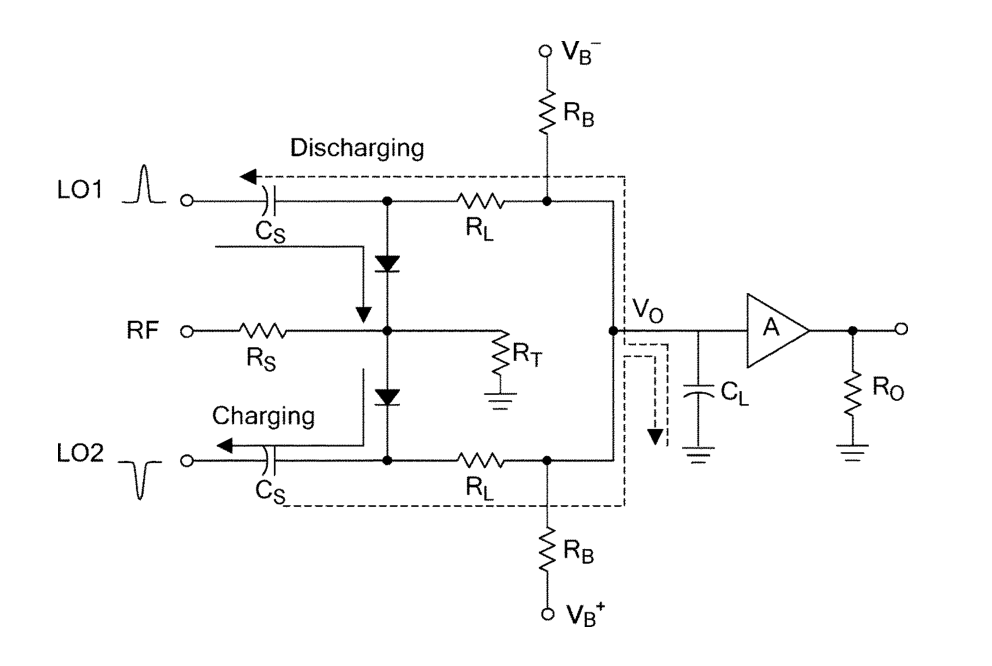 V_B^-
R_B
Discharging
LO1
C_S
R_L
RF
R_S
R_T
V_O
A
C_L
R_O
Charging
LO2
C_S
R_L
R_B
V_B^+